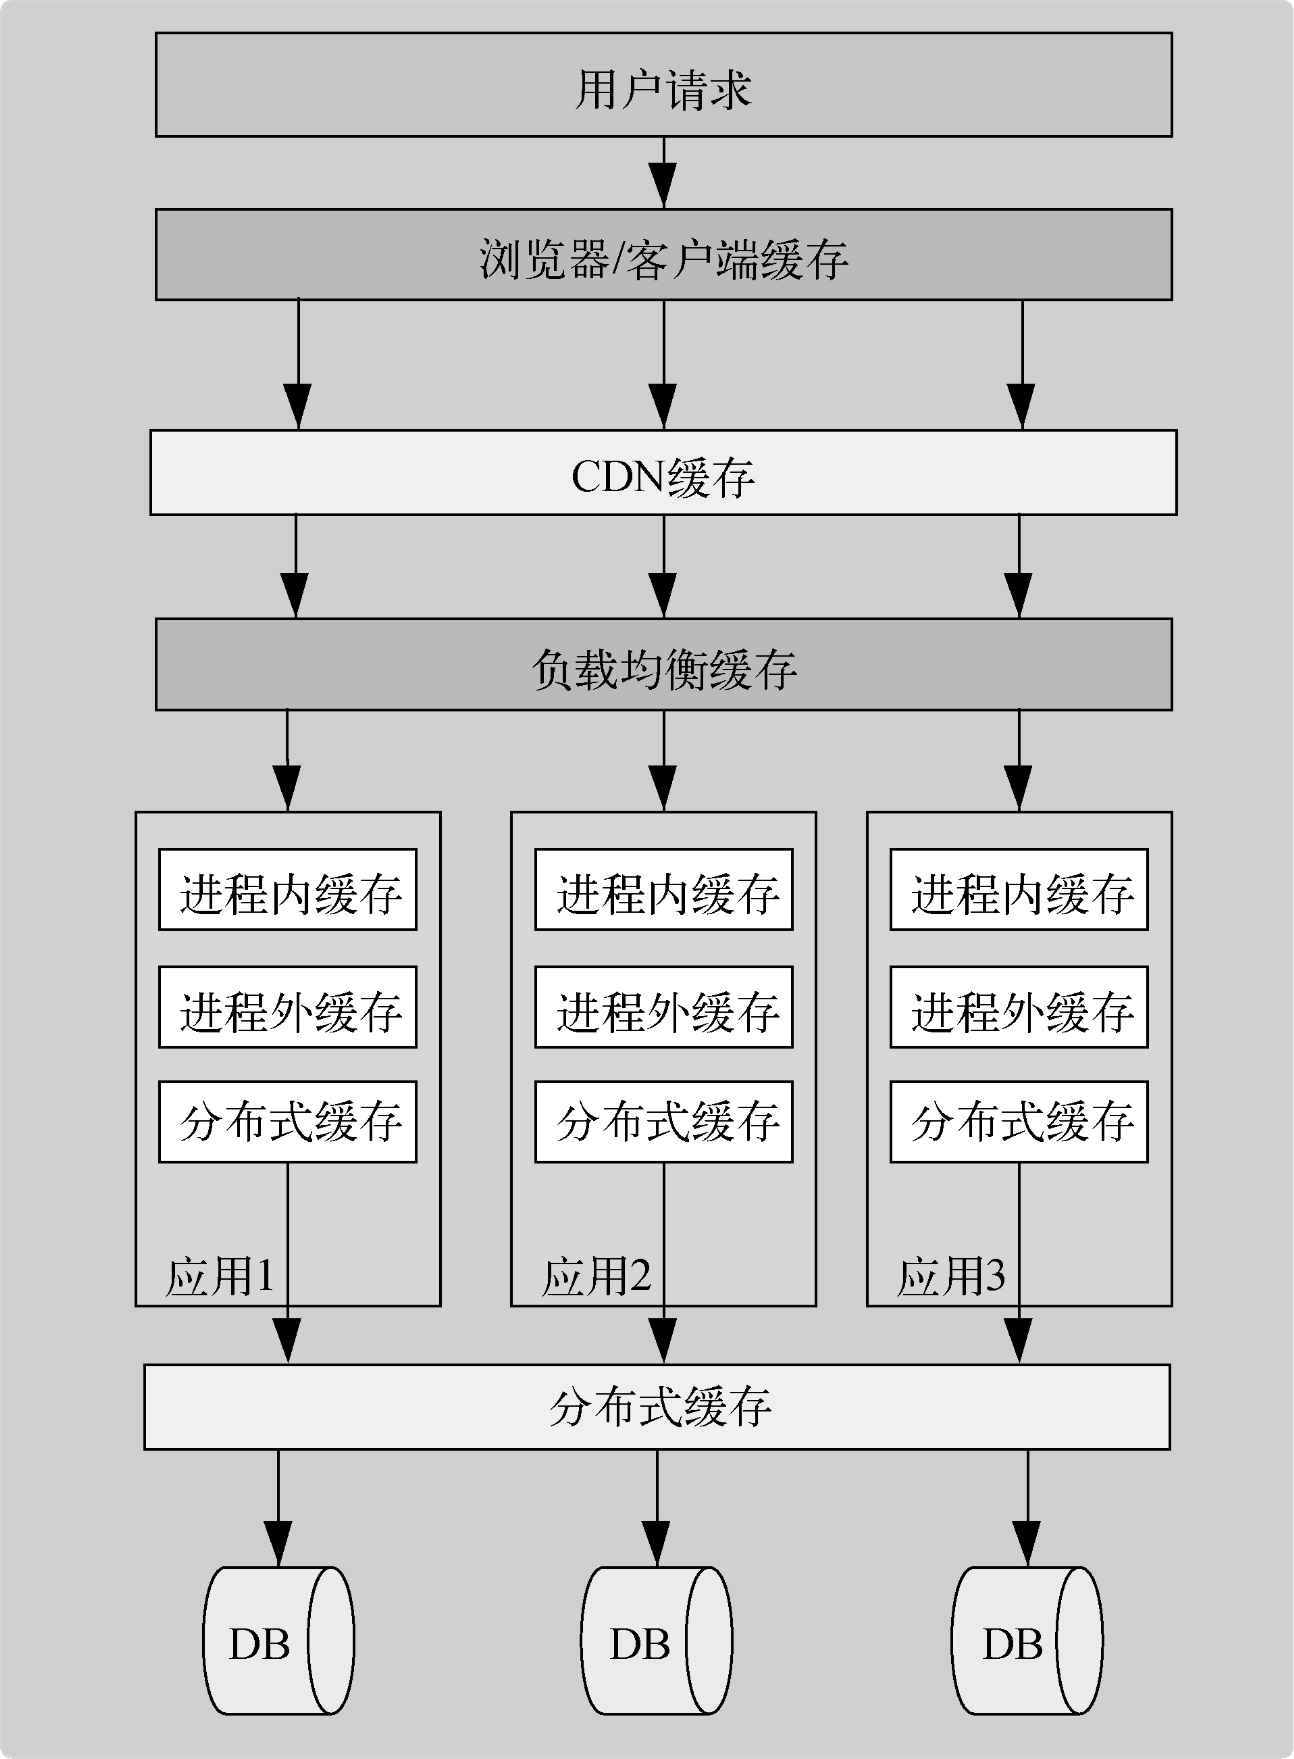 用户请求
浏览器/客户端缓存
CDN缓存
负载均衡缓存
进程内缓存
进程外缓存
分布式缓存
应用1
进程内缓存
进程外缓存
分布式缓存
应用2
进程内缓存
进程外缓存
分布式缓存
应用3
分布式缓存
DB
DB
DB